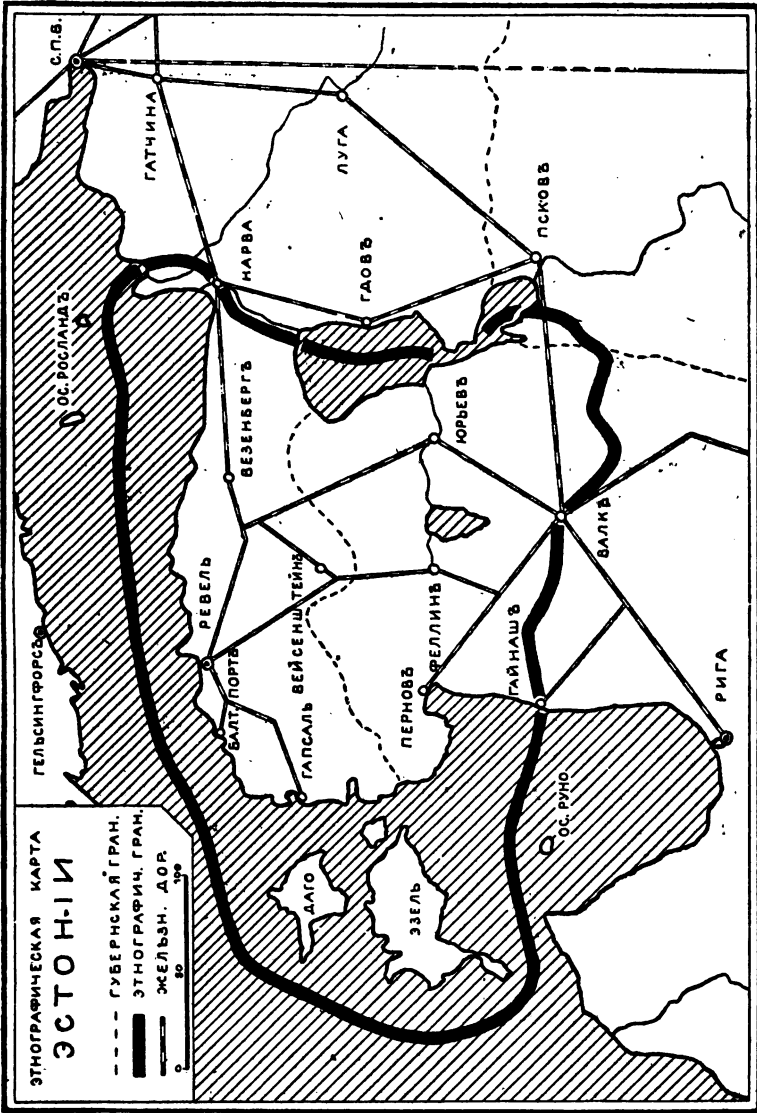 ЭТНОГРАФИЧЕСКАЯ КАРТА
ЭСТОНІИ
ГУБЕРНСКАЯ ГРАН.
ЭТНОГРАФИЧ. ГРАН.
ЖЕЛѢЗН. ДОР.
0 50 100
ГЕЛЬСИНГФОРСЪ
ОС. РОСЛАНДЪ
С.П.Б.
ГАТЧИНА
ЛУГА
НАРВА
ГДОВЪ
ПСКОВЪ
ВЕЗЕНБЕРГЪ
ЮРЬЕВЪ
РЕВЕЛЬ
БАЛТ. ПОРТЪ
ГАПСАЛЬ
ВЕЙСЕНШТЕЙНЪ
ФЕЛЛИНЪ
ПЕРНОВЪ
ВАЛКЪ
ГАЙНАШЪ
РИГА
ДАГО
ЭЗЕЛЬ
ОС. РУНО